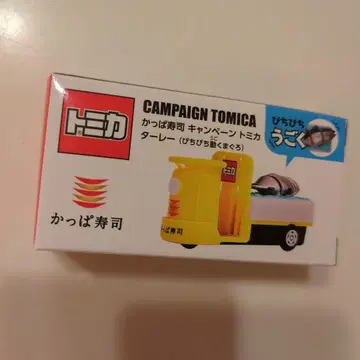 トミカ
CAMPAIGN TOMICA
かっぱ寿司 キャンペーン トミカ
ターレー(ぴちぴち動くまぐろ)
ぴちぴち
うごく
かっぱ寿司
かっぱ寿司